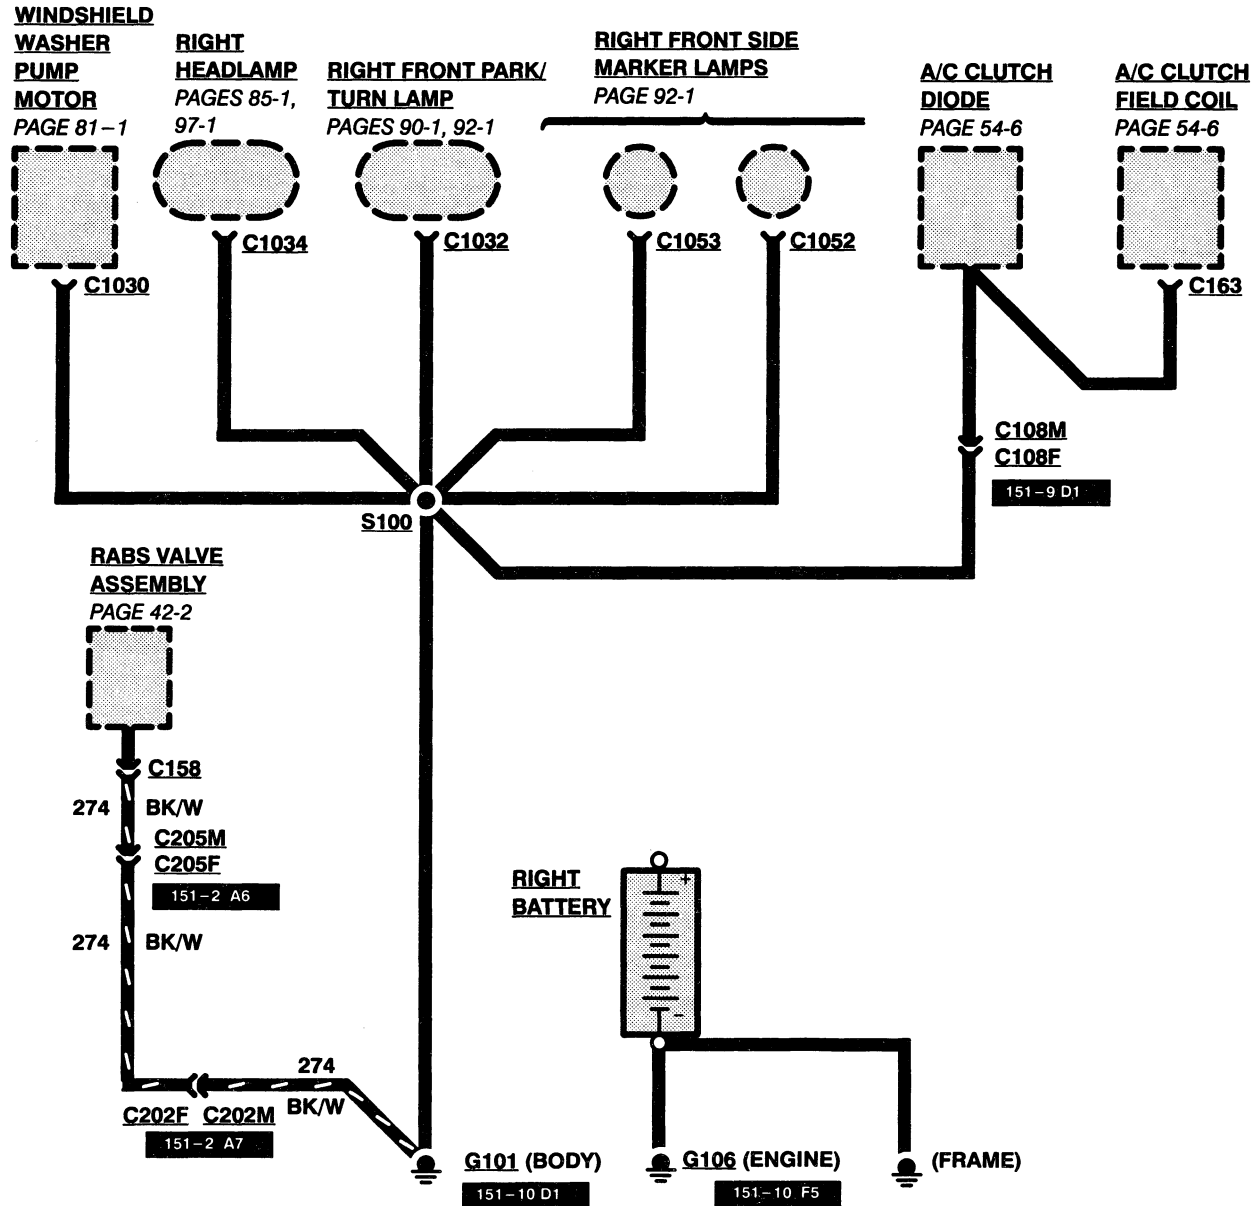 WINDSHIELD
WASHER
PUMP
MOTOR
PAGE 81–1
RIGHT
HEADLAMP
PAGES 85-1,
97-1
RIGHT FRONT PARK/
TURN LAMP
PAGES 90-1, 92-1
RIGHT FRONT SIDE
MARKER LAMPS
PAGE 92-1
A/C CLUTCH
DIODE
PAGE 54-6
A/C CLUTCH
FIELD COIL
PAGE 54-6
C1030
C1034
C1032
C1053
C1052
C163
C108M
C108F
151–9 D1
S100
RABS VALVE
ASSEMBLY
PAGE 42-2
C158
274 BK/W
C205M
C205F
151–2 A6
274 BK/W
RIGHT
BATTERY
+
-
274
BK/W
C202F C202M
151–2 A7
G101 (BODY)
151–10 D1
G106 (ENGINE)
151–10 F5
(FRAME)